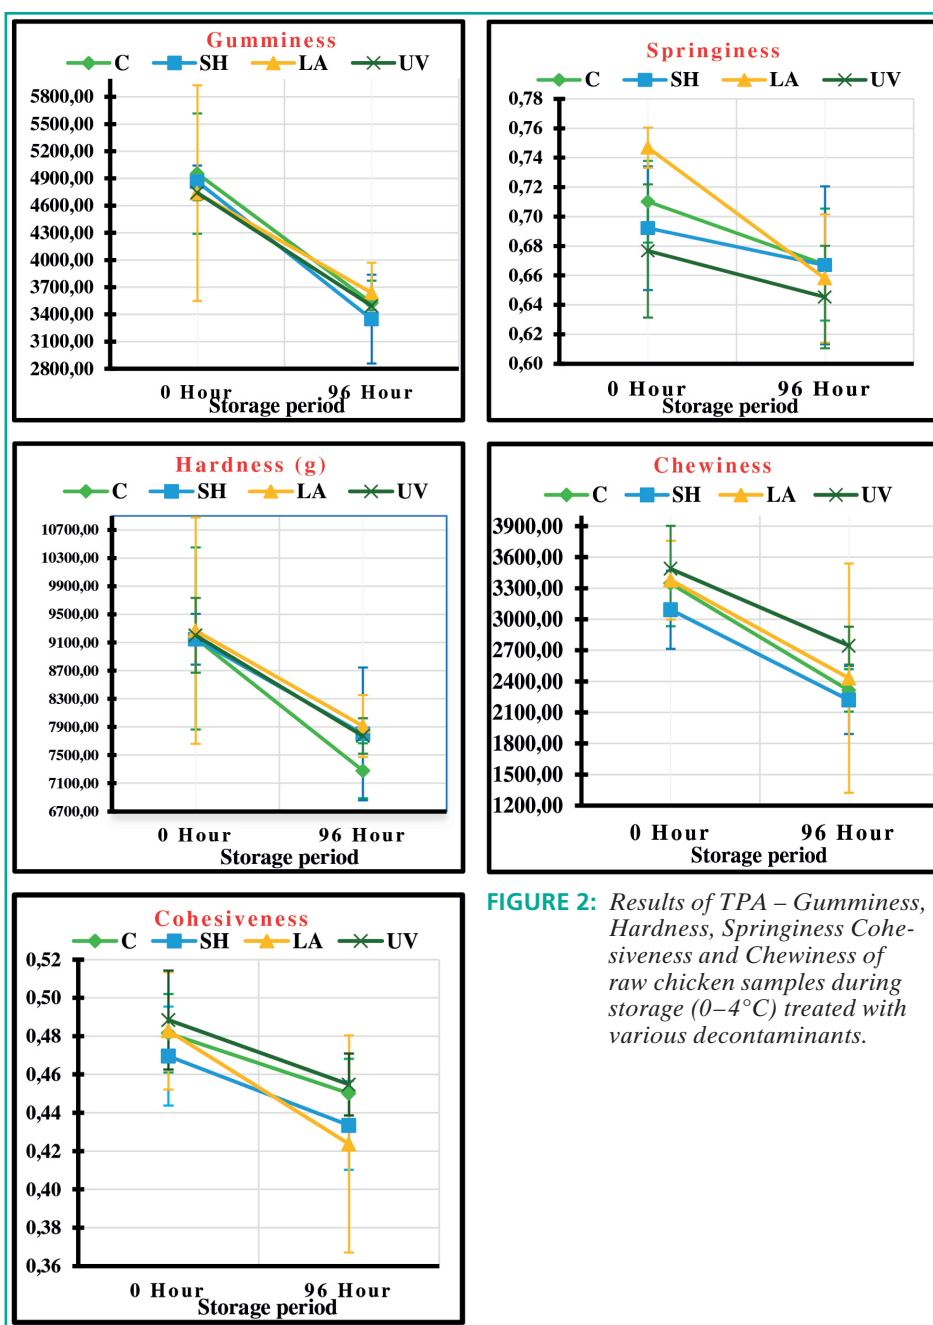 Gumminess
C SH LA UV
5800,00
5500,00
5200,00
4900,00
4600,00
4300,00
4000,00
3700,00
3400,00
3100,00
2800,00
0 Hour 96 Hour
Storage period
Springiness
C SH LA UV
0,78
0,76
0,74
0,72
0,70
0,68
0,66
0,64
0,62
0,60
0 Hour 96 Hour
Storage period
Hardness (g)
C SH LA UV
10700,00
10300,00
9900,00
9500,00
9100,00
8700,00
8300,00
7900,00
7500,00
7100,00
6700,00
0 Hour 96 Hour
Storage period
Chewiness
C SH LA UV
3900,00
3600,00
3300,00
3000,00
2700,00
2400,00
2100,00
1800,00
1500,00
1200,00
0 Hour 96 Hour
Storage period
Cohesiveness
C SH LA UV
0,52
0,50
0,48
0,46
0,44
0,42
0,40
0,38
0,36
0 Hour 96 Hour
Storage period
FIGURE 2: Results of TPA – Gumminess,
Hardness, Springiness Cohe-
siveness and Chewiness of
raw chicken samples during
storage (0–4°C) treated with
various decontaminants.